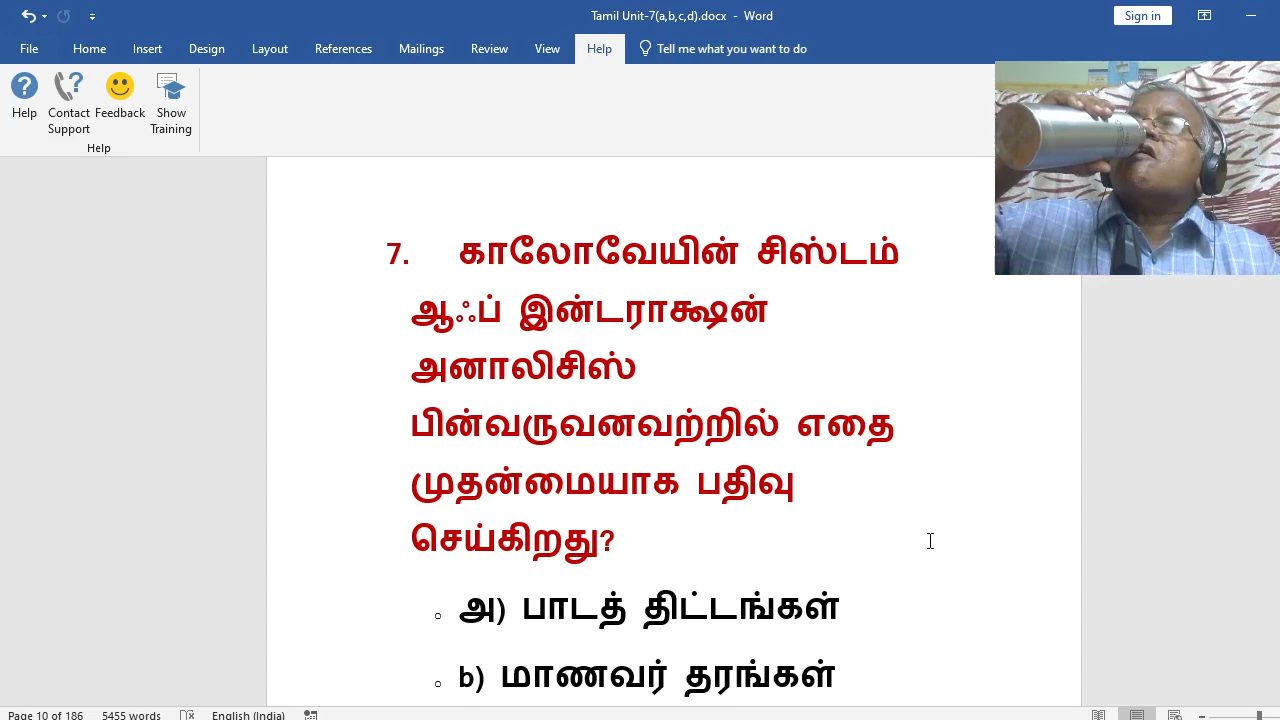 Tamil Unit-7(a,b,c,d).docx - Word
Sign in
File Home Insert Design Layout References Mailings Review View Help Tell me what you want to do
Help Contact Support Feedback Show Training
Help
7. காலோவேயின் சிஸ்டம்
ஆஃப் இன்டராக்ஷன்
அனாலிசிஸ்
பின்வருவனவற்றில் எதை
முதன்மையாக பதிவு
செய்கிறது?
அ) பாடத் திட்டங்கள்
b) மாணவர் தரங்கள்
Page 10 of 186 5455 words English (India)